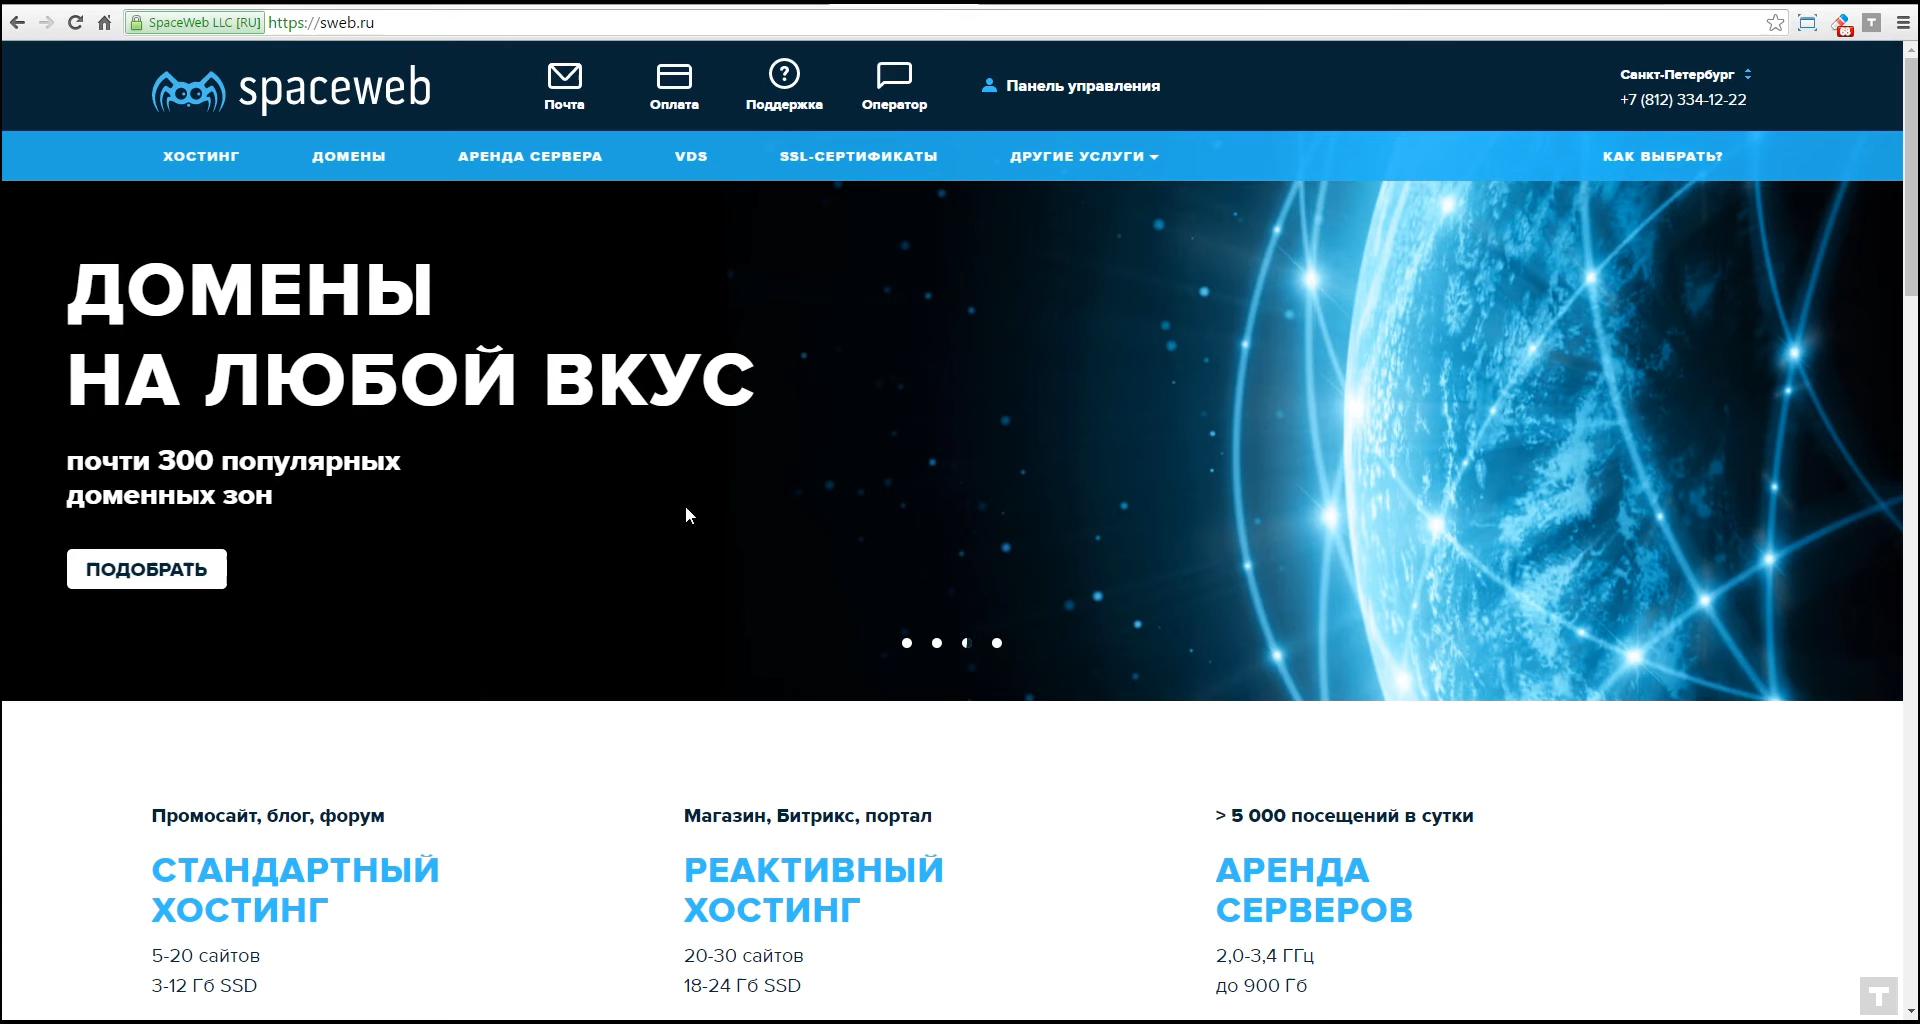 SpaceWeb LLC [RU] https://sweb.ru
68
T
spaceweb
Почта
Оплата
?
Поддержка
Оператор
Панель управления
Санкт-Петербург
+7 (812) 334-12-22
ХОСТИНГ ДОМЕНЫ АРЕНДА СЕРВЕРА VDS SSL-СЕРТИФИКАТЫ ДРУГИЕ УСЛУГИ КАК ВЫБРАТЬ?
ДОМЕНЫ
НА ЛЮБОЙ ВКУС
почти 300 популярных
доменных зон
ПОДОБРАТЬ
Промосайт, блог, форум
СТАНДАРТНЫЙ
ХОСТИНГ
5-20 сайтов
3-12 Гб SSD
Магазин, Битрикс, портал
РЕАКТИВНЫЙ
ХОСТИНГ
20-30 сайтов
18-24 Гб SSD
> 5 000 посещений в сутки
АРЕНДА
СЕРВЕРОВ
2,0-3,4 ГГц
до 900 Гб
T